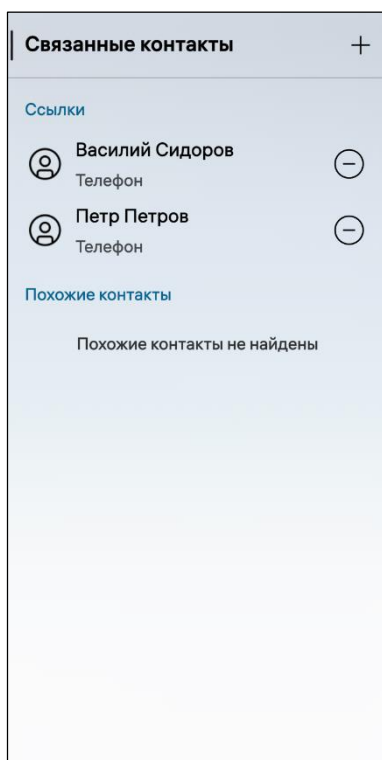 Связанные контакты
Ссылки
Василий Сидоров
Телефон
Петр Петров
Телефон
Похожие контакты
Похожие контакты не найдены